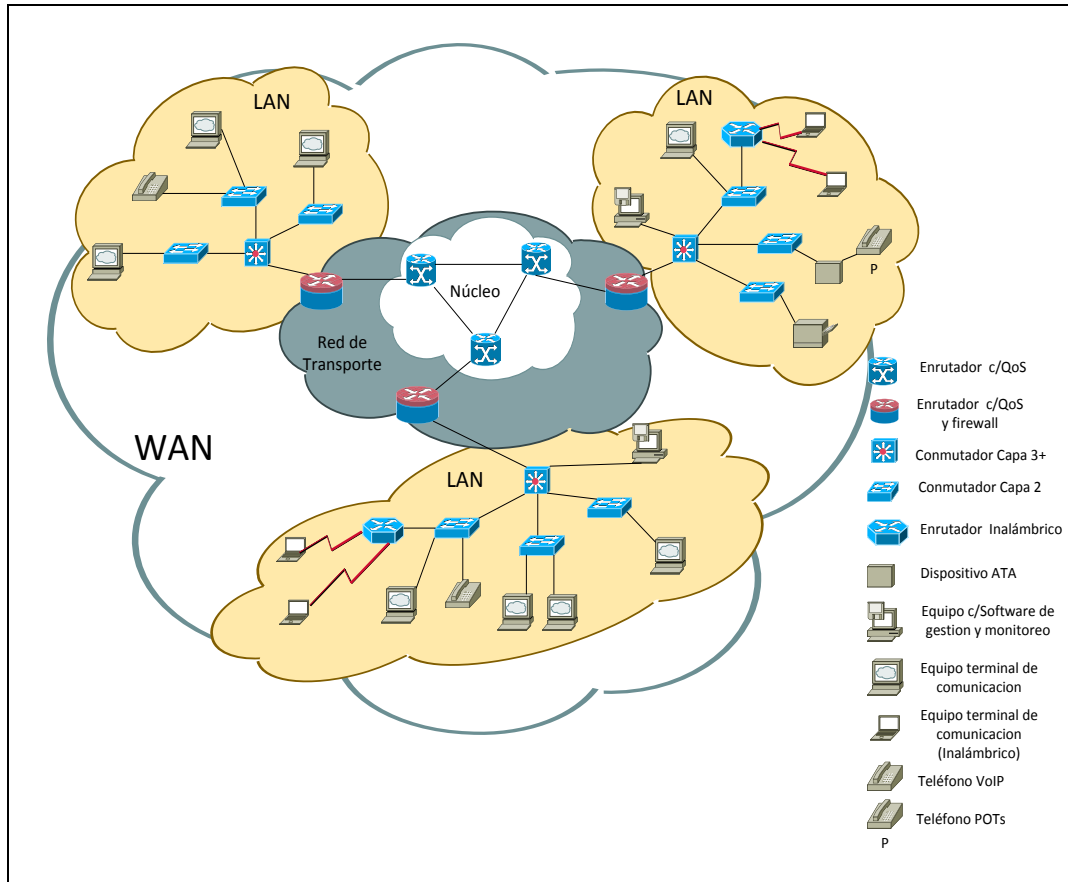 LAN
LAN
Núcleo
P
Red de
Transporte
WAN
LAN
Enrutador c/QoS
Enrutador c/QoS
y firewall
Conmutador Capa 3+
Conmutador Capa 2
Enrutador Inalámbrico
Dispositivo ATA
Equipo c/Software de
gestion y monitoreo
Equipo terminal de
comunicacion
Equipo terminal de
comunicacion
(Inalámbrico)
Teléfono VoIP
Teléfono POTs
P